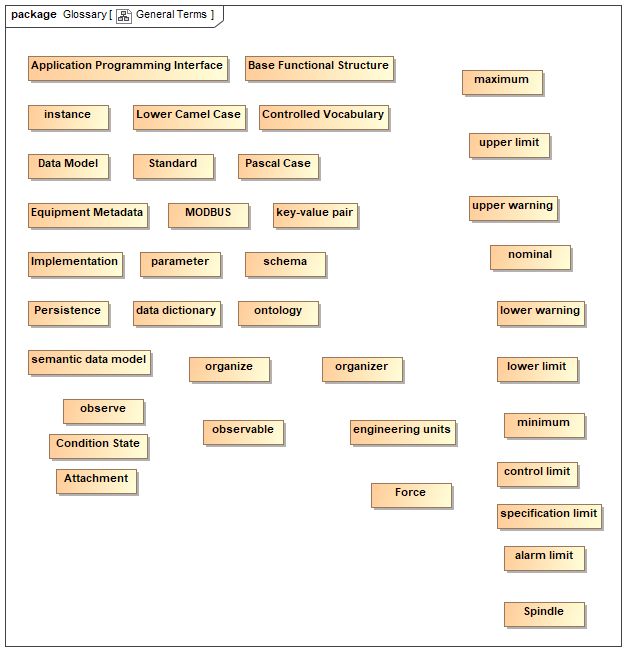 package Glossary [ General Terms ]
Application Programming Interface
Base Functional Structure
maximum
instance
Lower Camel Case
Controlled Vocabulary
upper limit
Data Model
Standard
Pascal Case
upper warning
Equipment Metadata
MODBUS
key-value pair
nominal
Implementation
parameter
schema
lower warning
Persistence
data dictionary
ontology
semantic data model
organize
organizer
lower limit
observe
observable
engineering units
minimum
Condition State
control limit
Attachment
Force
specification limit
alarm limit
Spindle